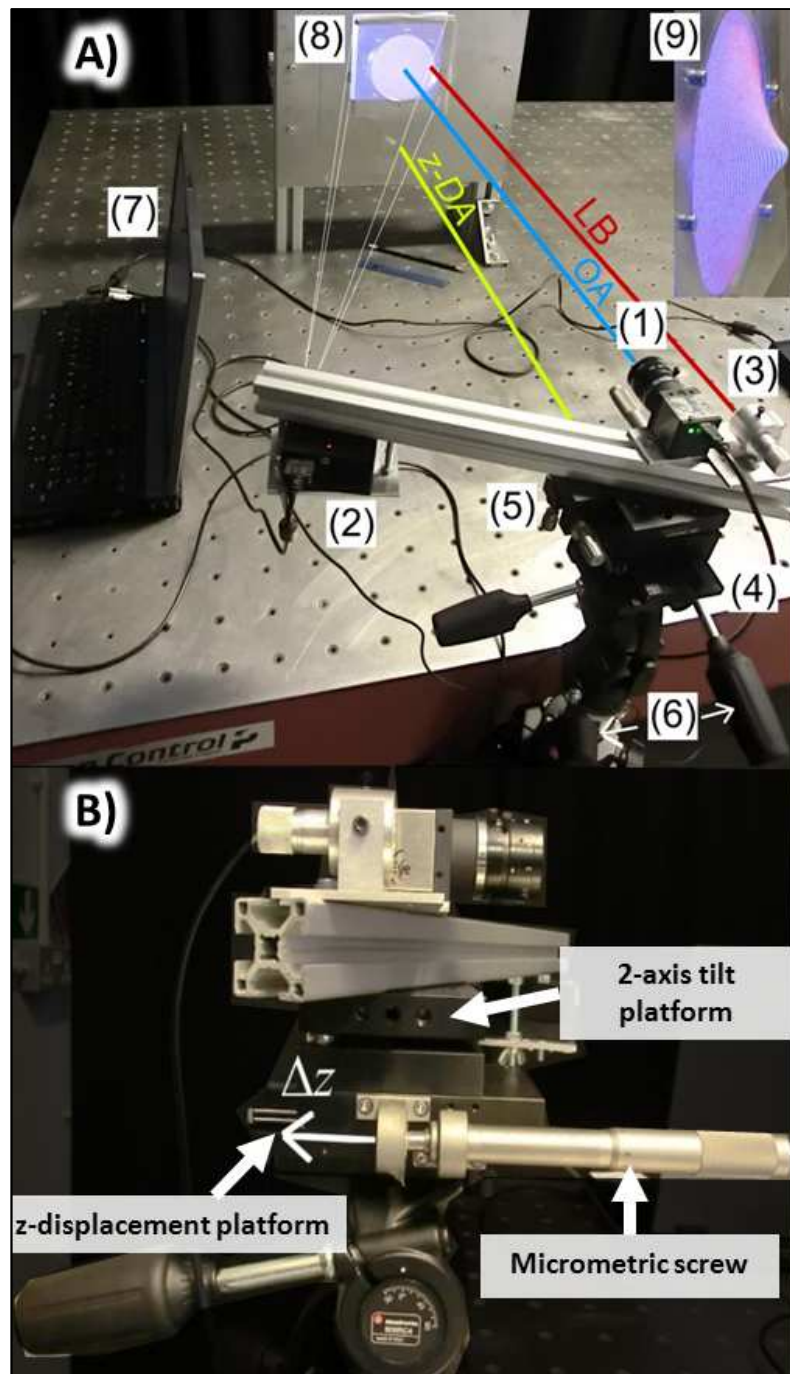 A)
(8)
(9)
(7)
z-DA
OA
LB
(1)
(3)
(2)
(5)
(4)
(6)
Control
B)
2-axis tilt
platform
Δz
z-displacement platform
Micrometric screw